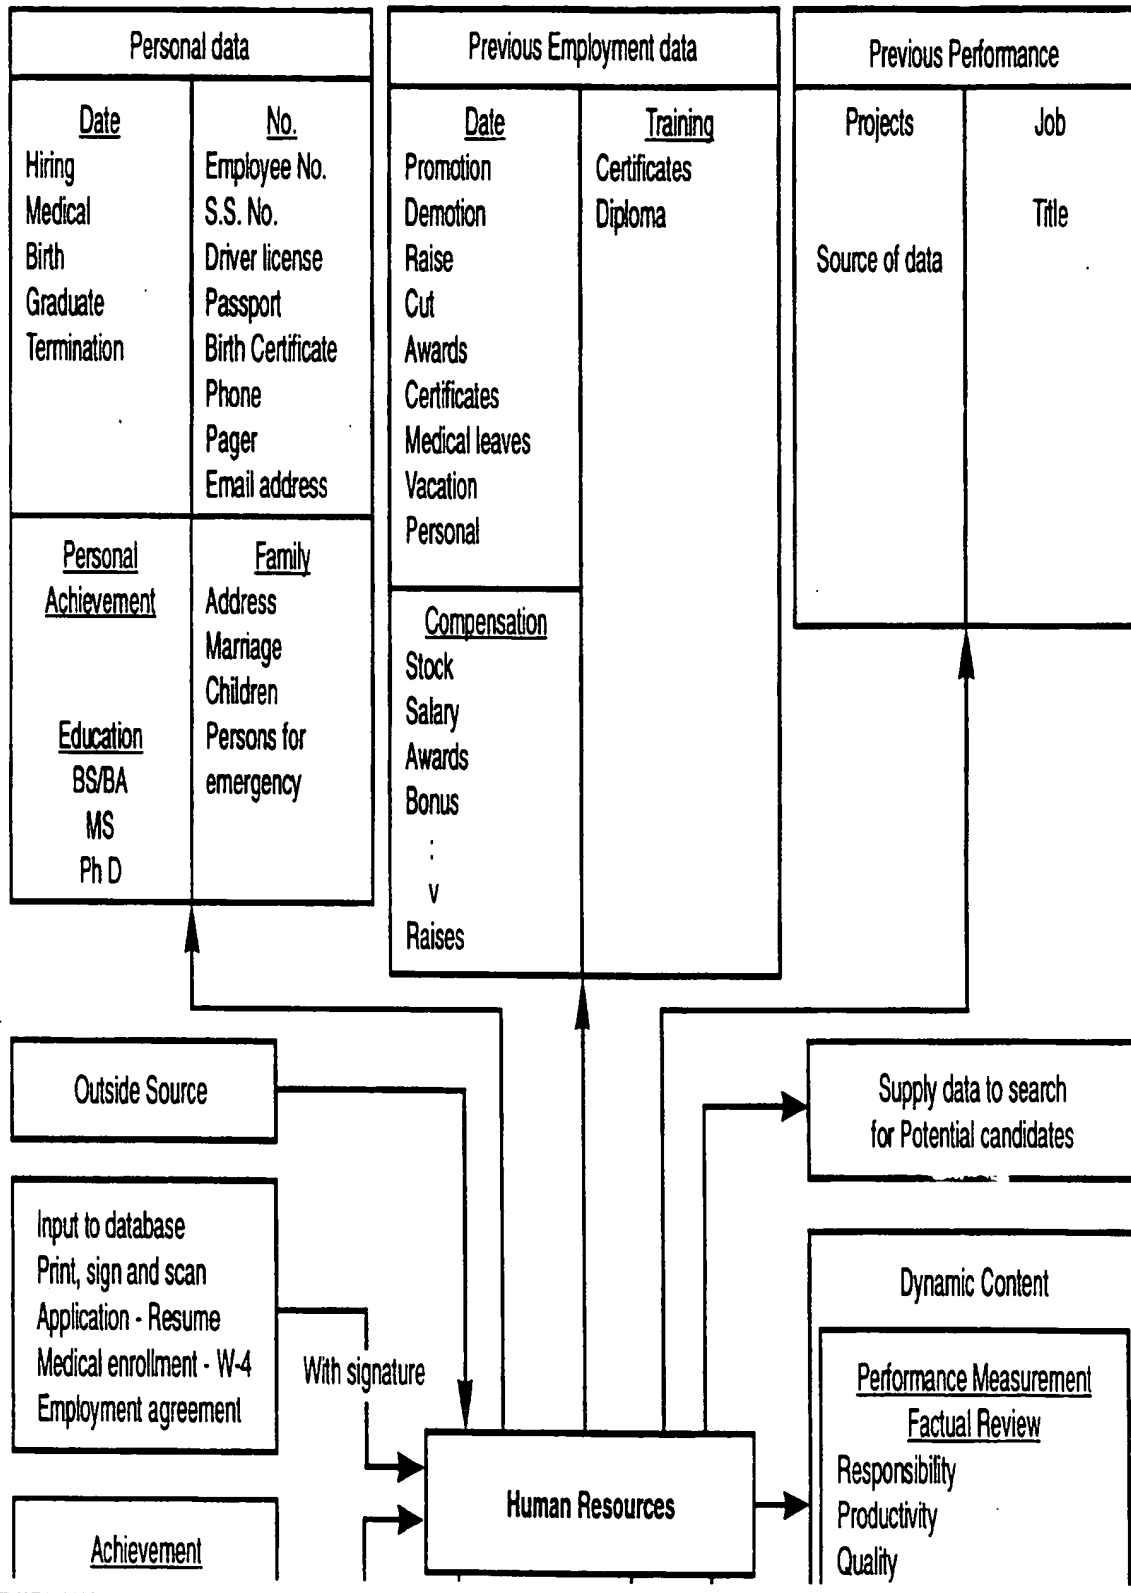 Personal data
Date
Hiring
Medical
Birth
Graduate
Termination
No.
Employee No.
S.S. No.
Driver license
Passport
Birth Certificate
Phone
Pager
Email address
Personal
Achievement
Education
BS/BA
MS
Ph D
Family
Address
Marriage
Children
Persons for
emergency
Previous Employment data
Date
Promotion
Demotion
Raise
Cut
Awards
Certificates
Medical leaves
Vacation
Personal
Training
Certificates
Diploma
Compensation
Stock
Salary
Awards
Bonus
:
v
Raises
Previous Performance
Projects
Source of data
Job
Title
Outside Source
Supply data to search
for Potential candidates
Input to database
Print, sign and scan
Application - Resume
Medical enrollment - W-4
Employment agreement
With signature
Human Resources
Dynamic Content
Performance Measurement
Factual Review
Responsibility
Productivity
Quality
Achievement